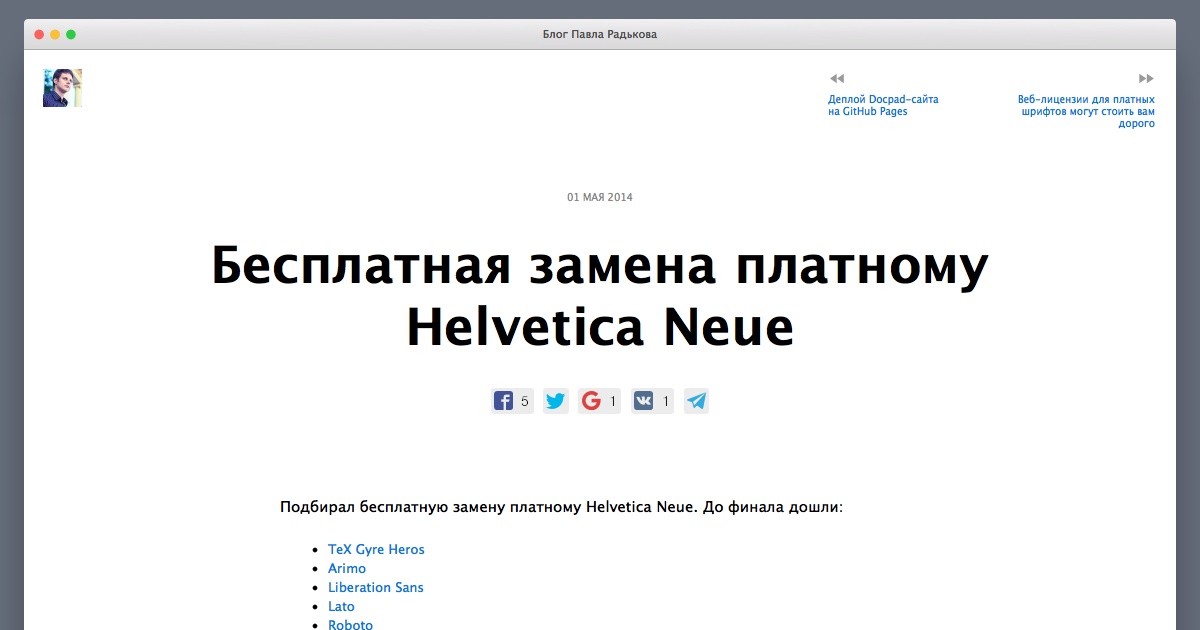 Блог Павла Радькова
Деплой Docpad-сайта
на GitHub Pages
Веб-лицензии для платных
шрифтов могут стоить вам
дорого
01 МАЯ 2014
Бесплатная замена платному
Helvetica Neue
5
1
1
Подбирал бесплатную замену платному Helvetica Neue. До финала дошли:
• TeX Gyre Heros
• Arimo
• Liberation Sans
• Lato
• Roboto